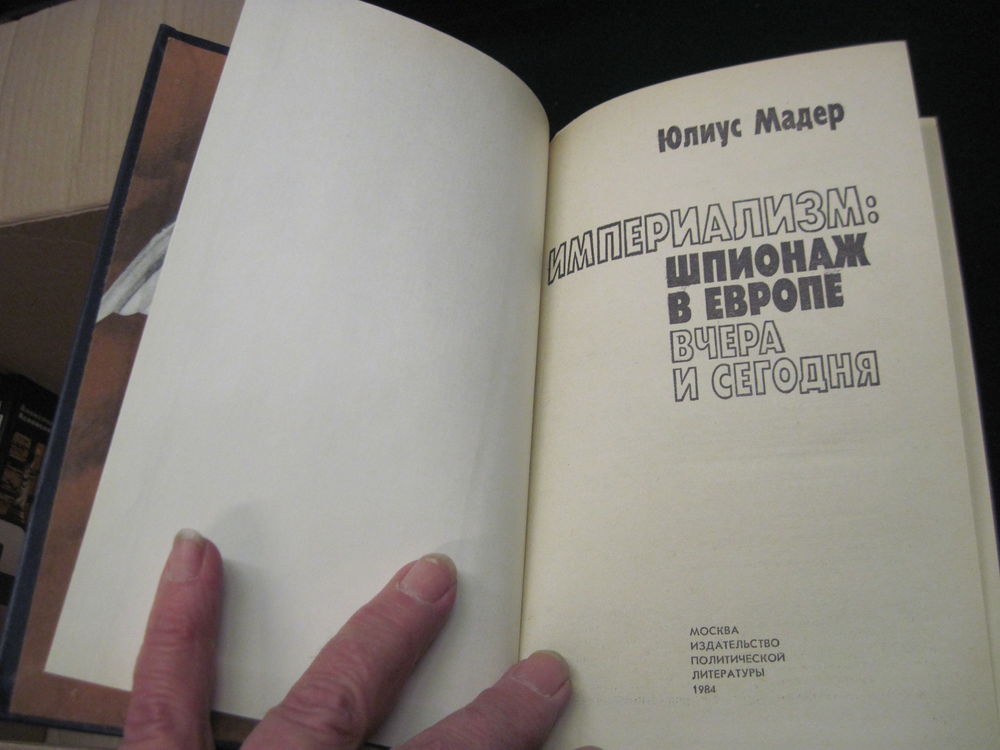 Юлиус Мадер
ИМПЕРИАЛИЗМ:
ШПИОНАЖ
В ЕВРОПЕ
ВЧЕРА
И СЕГОДНЯ
МОСКВА
ИЗДАТЕЛЬСТВО
ПОЛИТИЧЕСКОЙ
ЛИТЕРАТУРЫ
1984